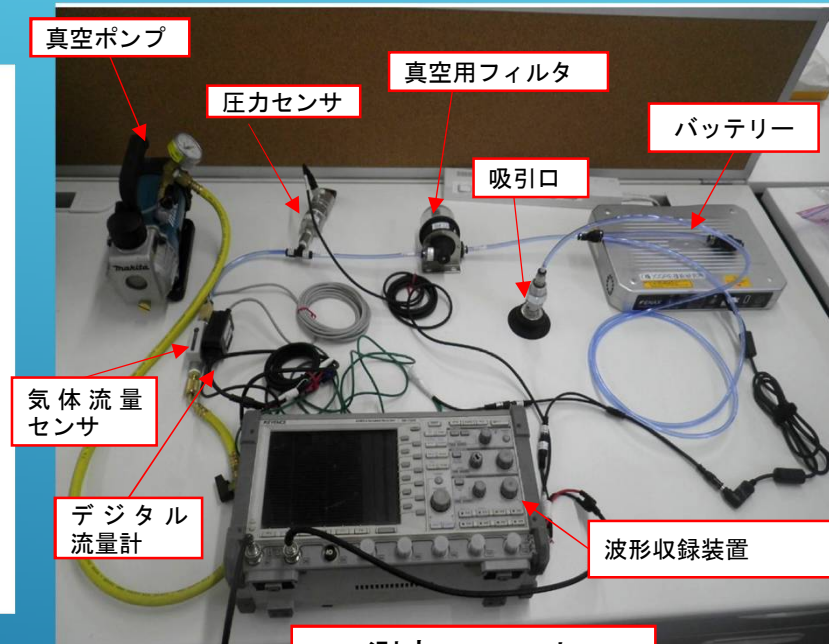 真空ポンプ
圧力センサ
真空用フィルタ
バッテリー
吸引口
気体流量
センサ
デジタル
流量計
波形収録装置
makita